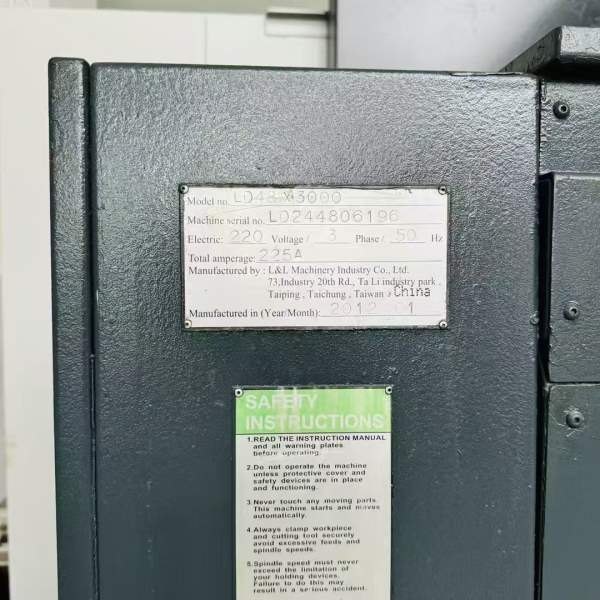 Model no. LD48X3000
Machine serial no. LD244806196
Electric: 220 Voltage / 3 Phase / 50 Hz
Total amperage: 225A
Manufactured by : L&L Machinery Industry Co., Ltd.
73,Industry 20th Rd., Ta Li industry park ,
Taiping , Taichung , Taiwan , China
Manufactured in (Year/Month): 2012 01
SAFETY
INSTRUCTIONS
1.READ THE INSTRUCTION MANUAL
and all warning plates
before operating.
2.Do not operate the machine
unless protective cover and
safety devices are in place
and functioning.
3.Never touch any moving parts.
This machine starts and moves
automatically.
4.Always clamp workpiece
and cutting tool securely
avoid excessive feeds and
spindle speeds.
5.Spindle speed must never
exceed the limitation of
your holding devices.
Failure to do this may
result in a serious accident.